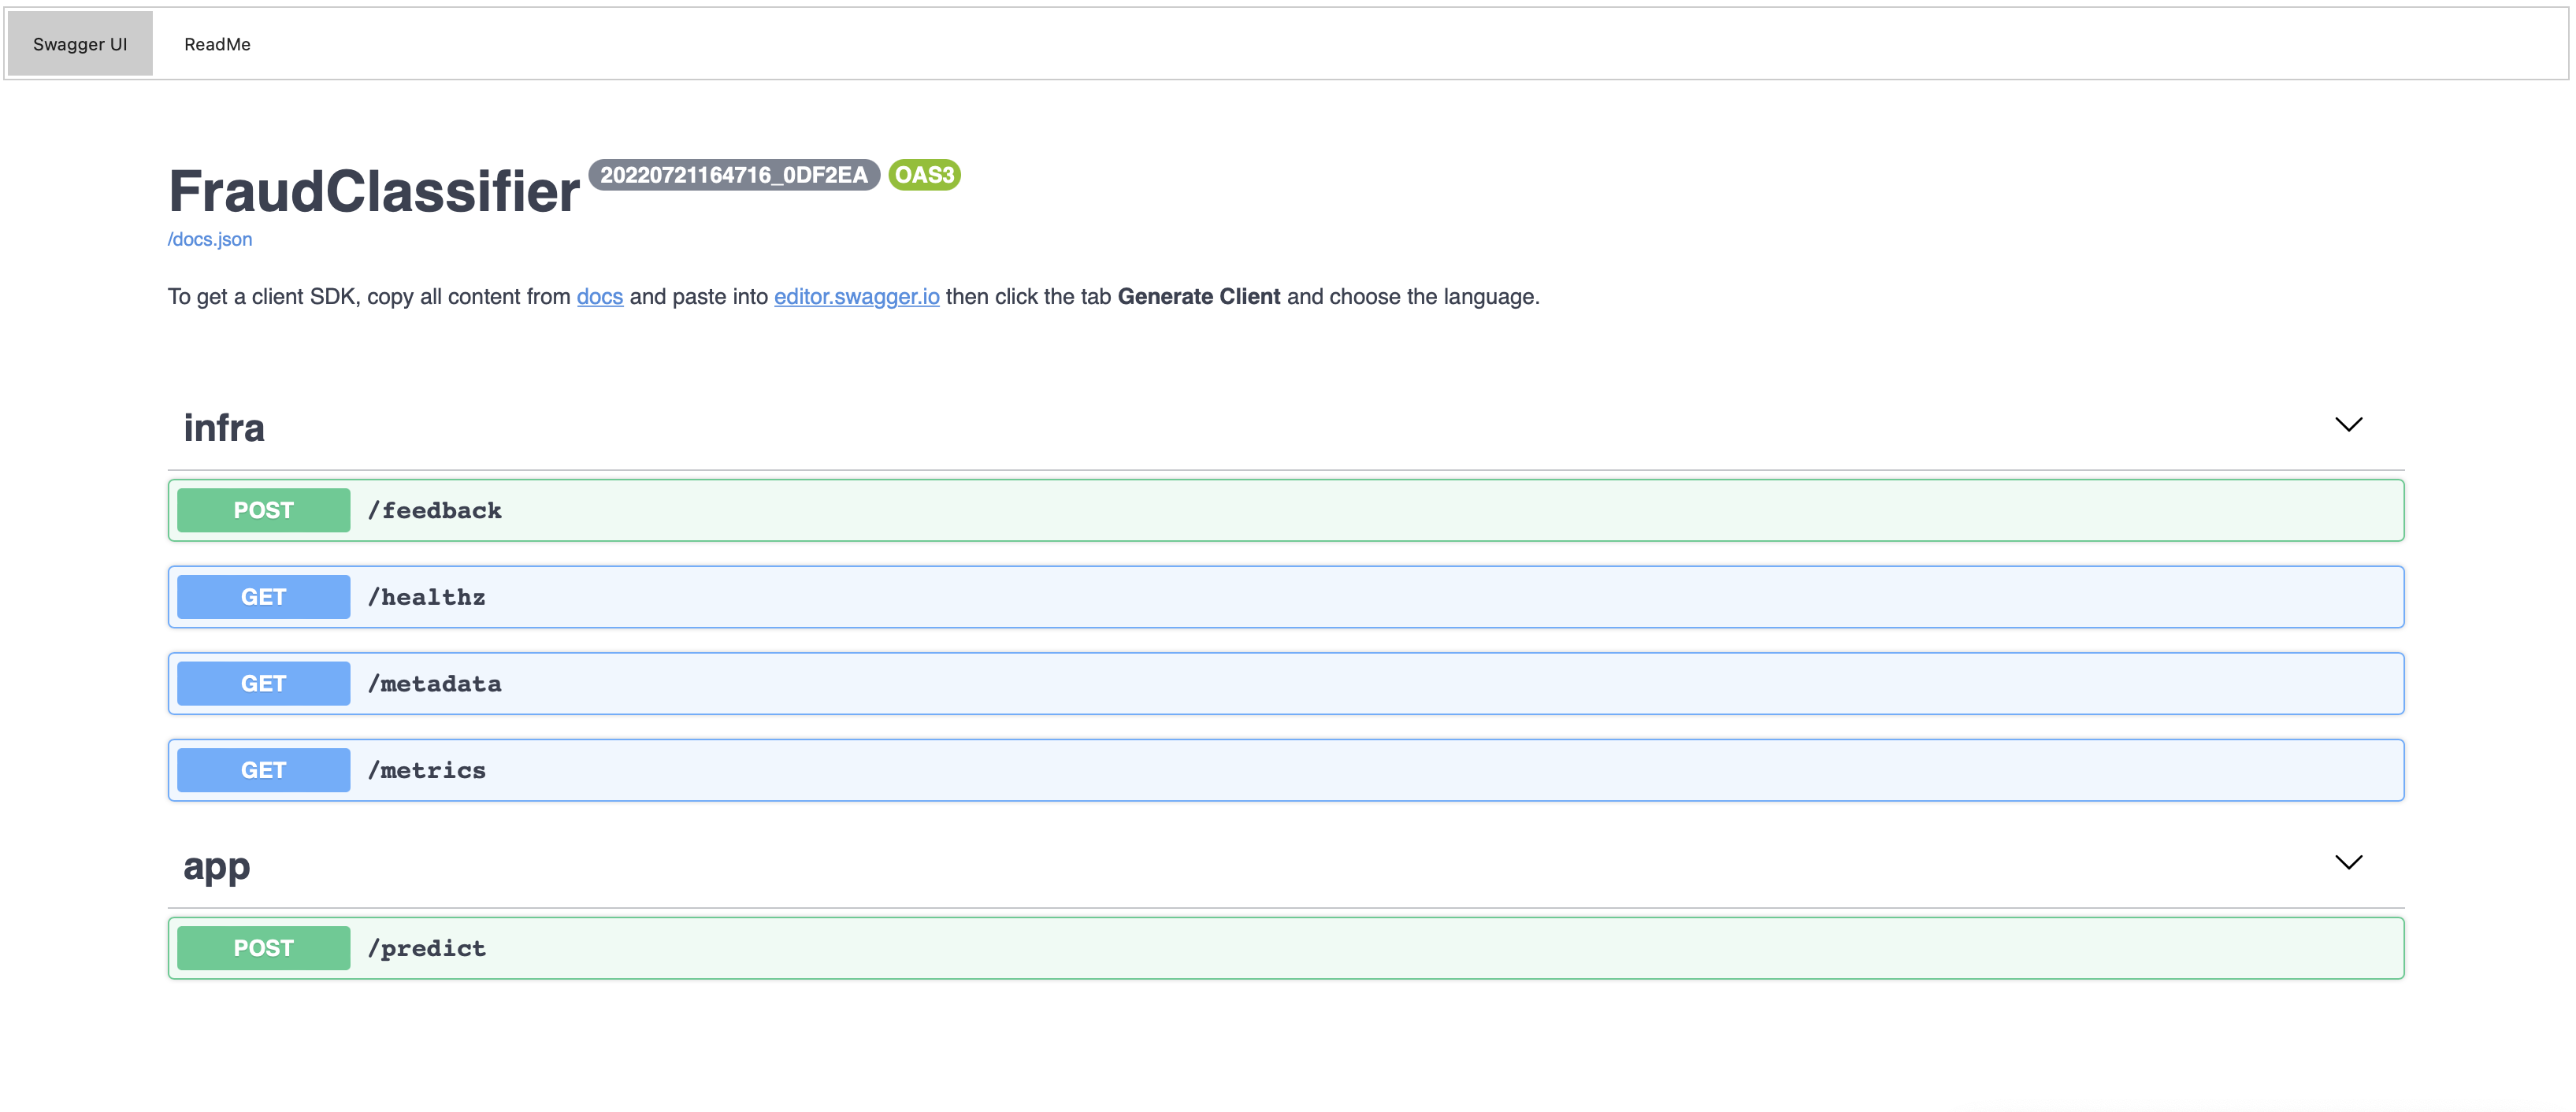 Swagger UI ReadMe
FraudClassifier 20220721164716_0DF2EA OAS3
/docs.json
To get a client SDK, copy all content from docs and paste into editor.swagger.io then click the tab Generate Client and choose the language.
infra
POST /feedback
GET /healthz
GET /metadata
GET /metrics
app
POST /predict